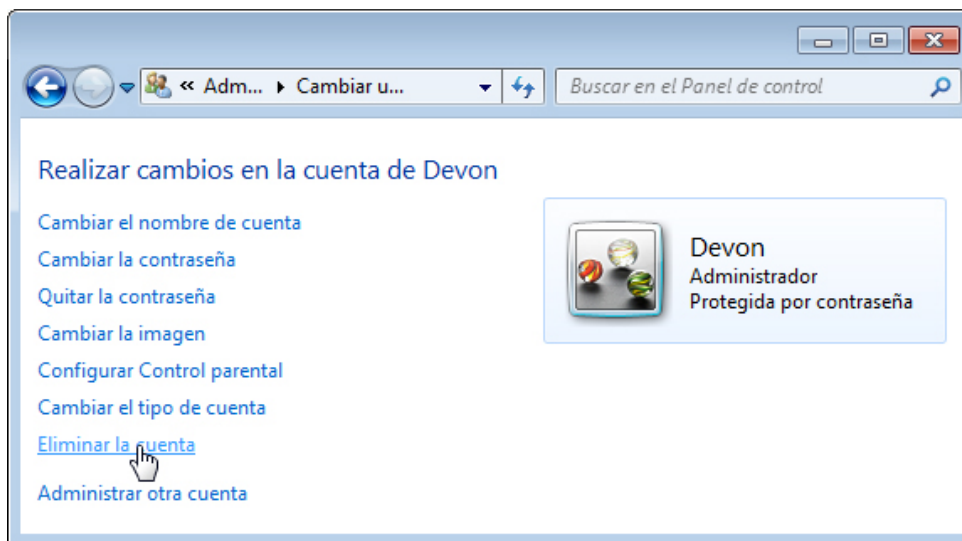 « Adm... ▸ Cambiar u...
Buscar en el Panel de control
Realizar cambios en la cuenta de Devon
Cambiar el nombre de cuenta
Cambiar la contraseña
Quitar la contraseña
Cambiar la imagen
Configurar Control parental
Cambiar el tipo de cuenta
Eliminar la cuenta
Administrar otra cuenta
Devon
Administrador
Protegida por contraseña